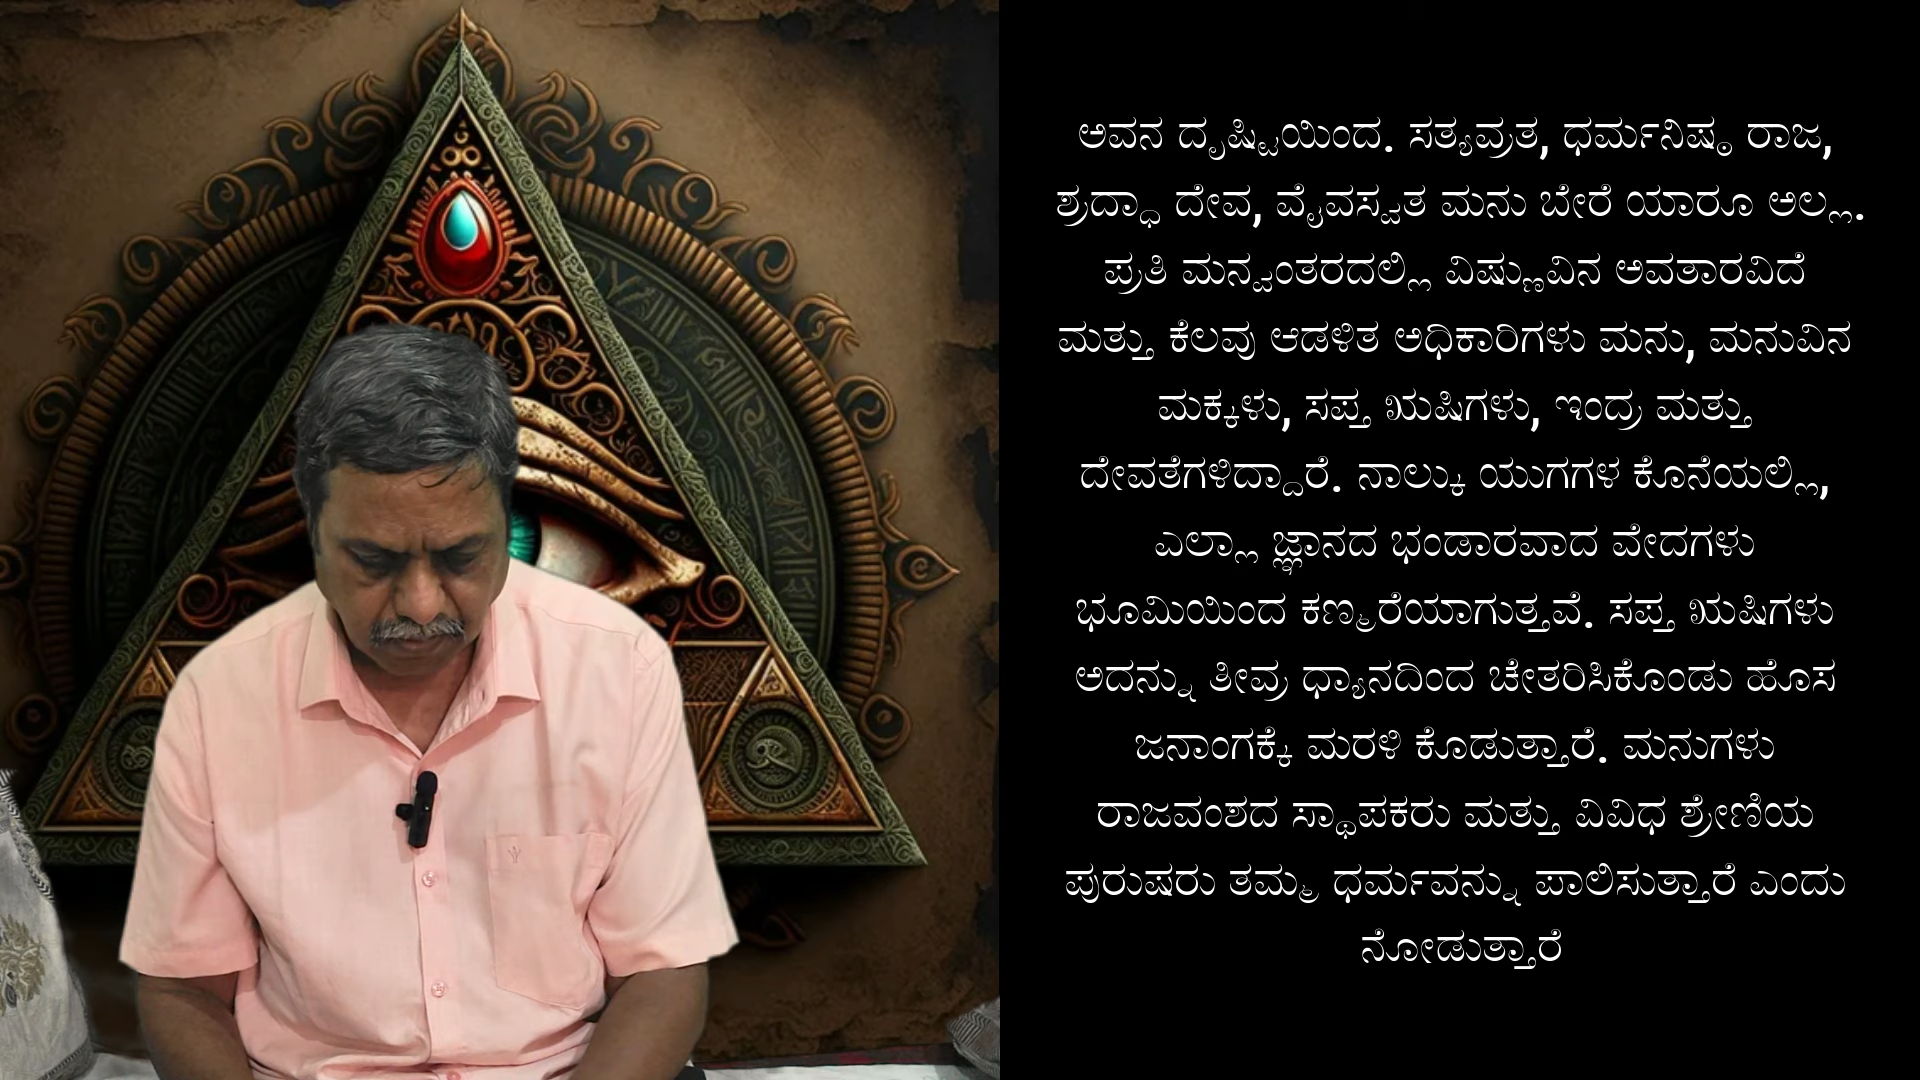 ಅವನ ದೃಷ್ಟಿಯಿಂದ. ಸತ್ಯವ್ರತ, ಧರ್ಮನಿಷ್ಠ ರಾಜ,
ಶ್ರದ್ಧಾ ದೇವ, ವೈವಸ್ವತ ಮನು ಬೇರೆ ಯಾರೂ ಅಲ್ಲ.
ಪ್ರತಿ ಮನ್ವಂತರದಲ್ಲಿ ವಿಷ್ಣುವಿನ ಅವತಾರವಿದೆ
ಮತ್ತು ಕೆಲವು ಆಡಳಿತ ಅಧಿಕಾರಿಗಳು ಮನು, ಮನುವಿನ
ಮಕ್ಕಳು, ಸಪ್ತ ಋಷಿಗಳು, ಇಂದ್ರ ಮತ್ತು
ದೇವತೆಗಳಿದ್ದಾರೆ. ನಾಲ್ಕು ಯುಗಗಳ ಕೊನೆಯಲ್ಲಿ,
ಎಲ್ಲಾ ಜ್ಞಾನದ ಭಂಡಾರವಾದ ವೇದಗಳು
ಭೂಮಿಯಿಂದ ಕಣ್ಮರೆಯಾಗುತ್ತವೆ. ಸಪ್ತ ಋಷಿಗಳು
ಅದನ್ನು ತೀವ್ರ ಧ್ಯಾನದಿಂದ ಚೇತರಿಸಿಕೊಂಡು ಹೊಸ
ಜನಾಂಗಕ್ಕೆ ಮರಳಿ ಕೊಡುತ್ತಾರೆ. ಮನುಗಳು
ರಾಜವಂಶದ ಸ್ಥಾಪಕರು ಮತ್ತು ವಿವಿಧ ಶ್ರೇಣಿಯ
ಪುರುಷರು ತಮ್ಮ ಧರ್ಮವನ್ನು ಪಾಲಿಸುತ್ತಾರೆ ಎಂದು
ನೋಡುತ್ತಾರೆ